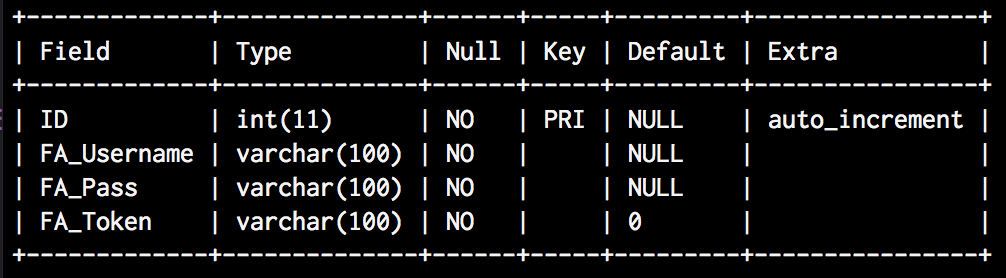 +-------------+--------------+------+-----+---------+----------------+
| Field       | Type         | Null | Key | Default | Extra          |
+-------------+--------------+------+-----+---------+----------------+
| ID          | int(11)      | NO   | PRI | NULL    | auto_increment |
| FA_Username | varchar(100) | NO   |     | NULL    |                |
| FA_Pass     | varchar(100) | NO   |     | NULL    |                |
| FA_Token    | varchar(100) | NO   |     | 0       |                |
+-------------+--------------+------+-----+---------+----------------+